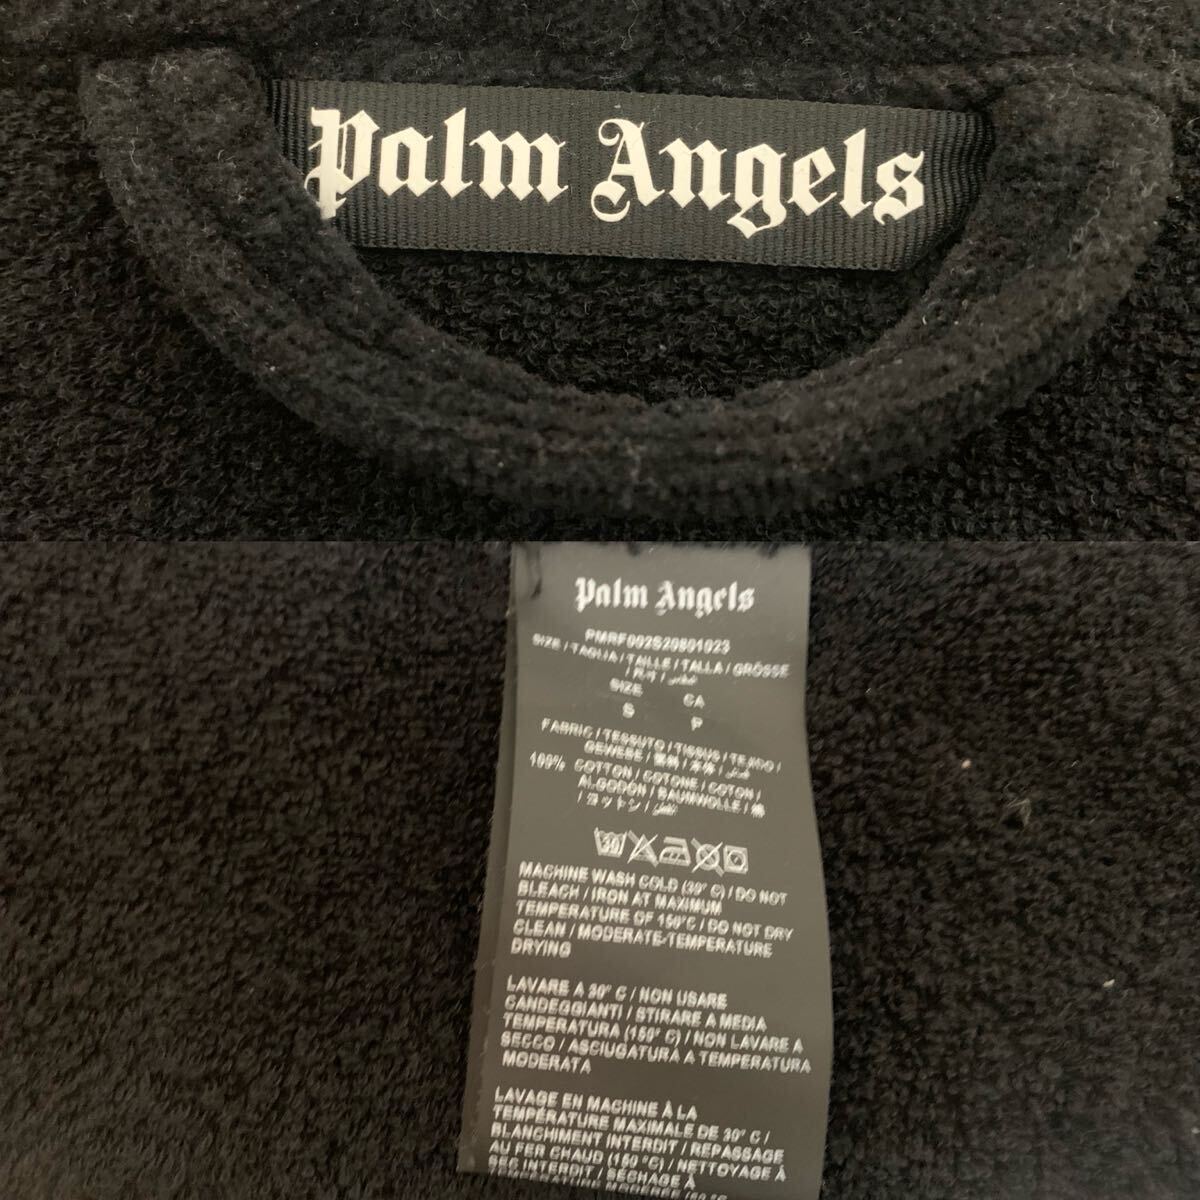 Palm Angels
Palm Angels
PMRF002S20801023
SIZE / TAGLIA / TAILLE / TALLA / GRÖSSE
SIZE CA
S P
FABRIC / TESSUTO / TISSUS / TEJIDO /
GEWEBE /
100% COTTON / COTONE / COTON /
ALGODON / BAUMWOLLE / 棉
/ コットン / قطن
30
MACHINE WASH COLD (30° C) / DO NOT
BLEACH / IRON AT MAXIMUM
TEMPERATURE OF 150°C / DO NOT DRY
CLEAN / MODERATE-TEMPERATURE
DRYING
LAVARE A 30° C / NON USARE
CANDEGGIANTI / STIRARE A MEDIA
TEMPERATURA (150° C) / NON LAVARE A
SECCO / ASCIUGATURA A TEMPERATURA
MODERATA
LAVAGE EN MACHINE À LA
TEMPÉRATURE MAXIMALE DE 30° C /
BLANCHIMENT INTERDIT / REPASSAGE
AU FER CHAUD (150 °C) / NETTOYAGE À
SEC INTERDIT / SÉCHAGE À